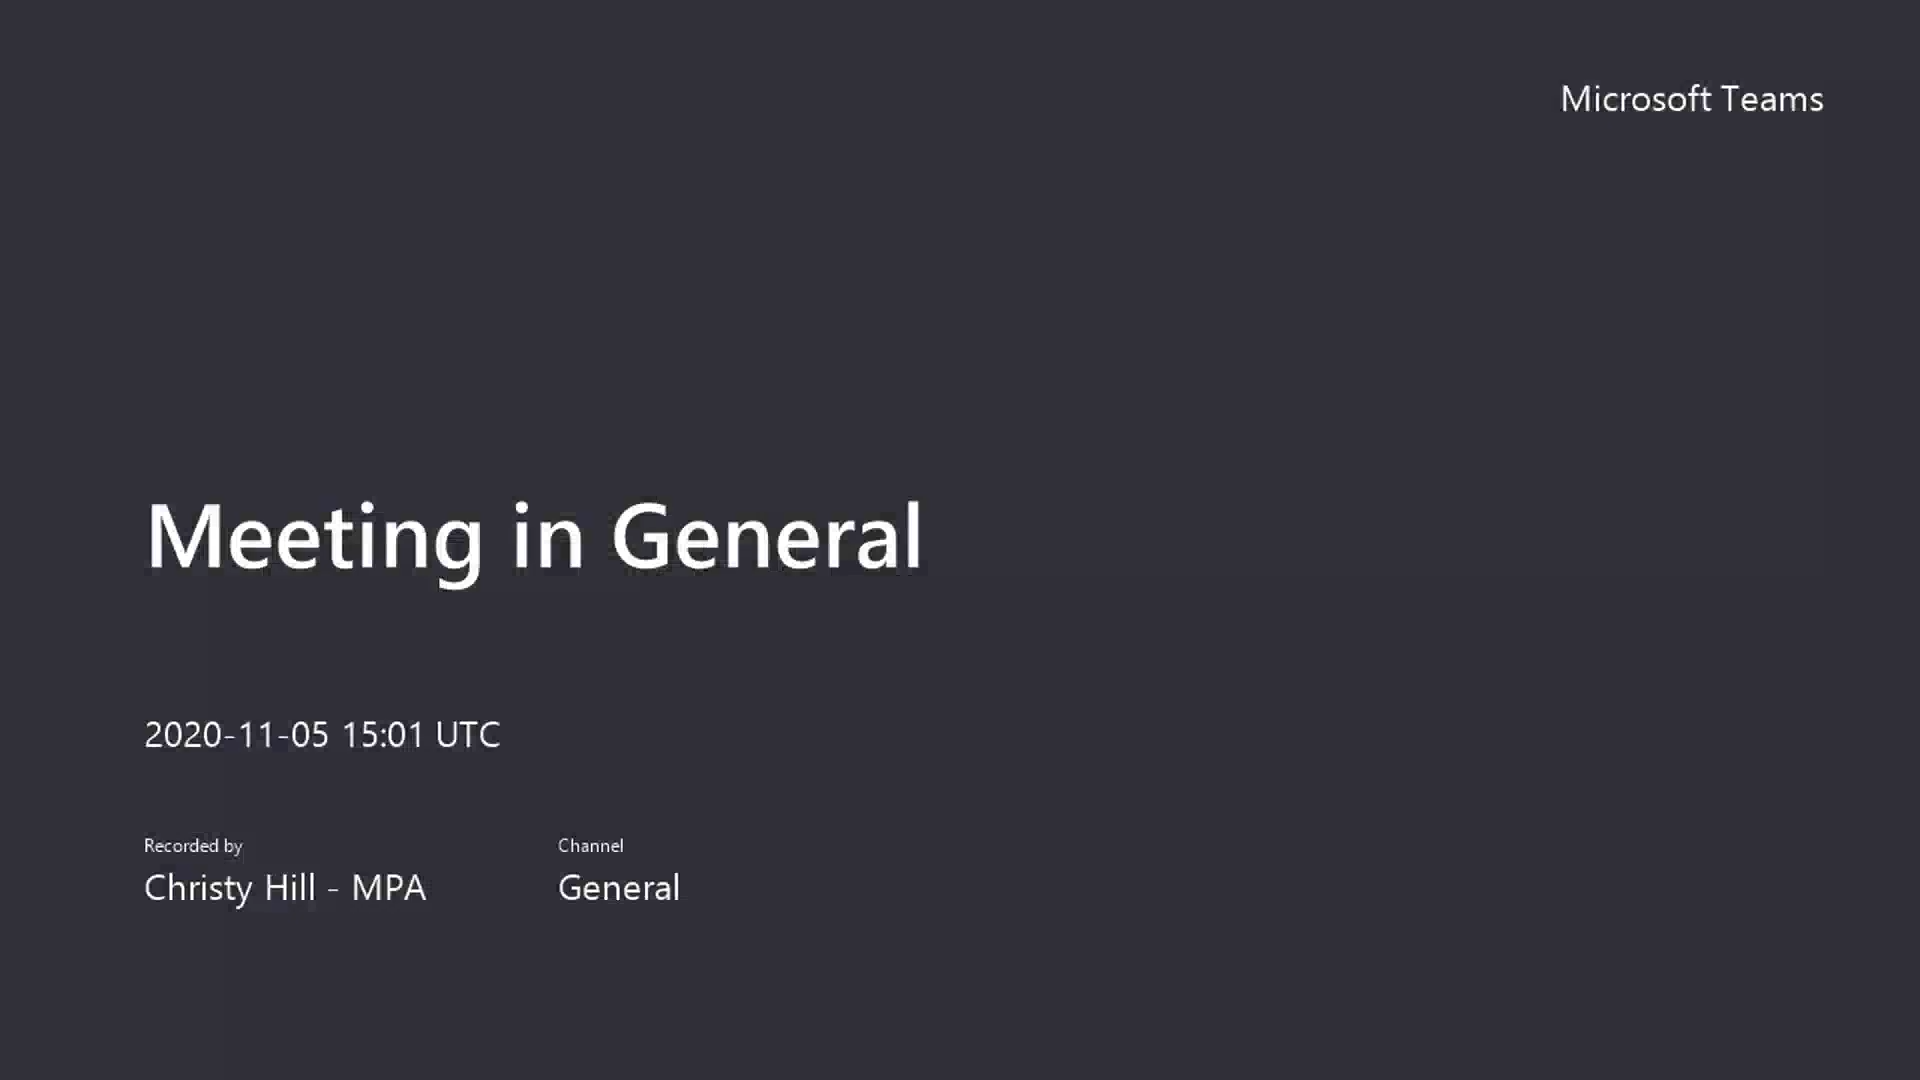 Microsoft Teams
Meeting in General
2020-11-05 15:01 UTC
Recorded by
Christy Hill - MPA
Channel
General